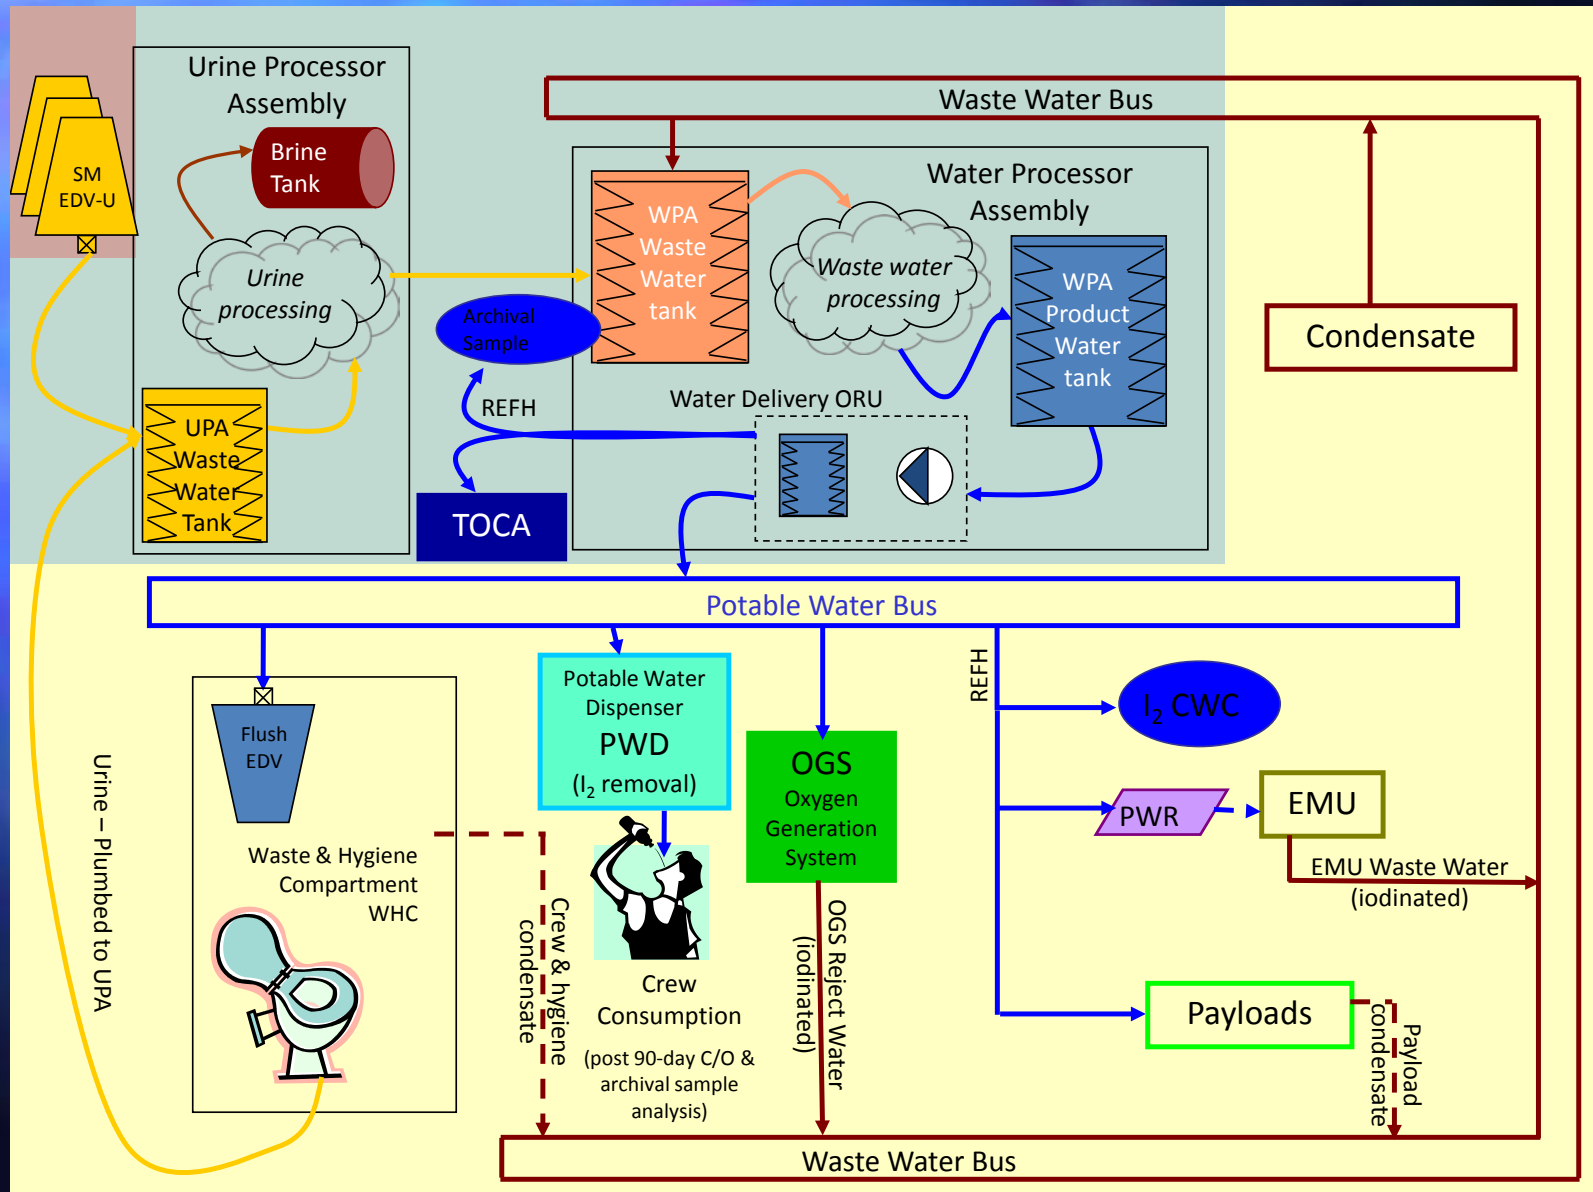 Urine Processor
Assembly
Brine
Tank
SM
EDV-U
Urine
processing
UPA
Waste
Water
Tank
Waste Water Bus
Water Processor
Assembly
WPA
Waste
Water
tank
Waste water
processing
WPA
Product
Water
tank
Archival
Sample
REFH
Water Delivery ORU
TOCA
Condensate
Potable Water Bus
Flush
EDV
Waste & Hygiene
Compartment
WHC
Urine – Plumbed to UPA
Crew & hygiene
condensate
Potable Water
Dispenser
PWD
(I₂ removal)
Crew
Consumption
(post 90-day C/O &
archival sample
analysis)
OGS
Oxygen
Generation
System
OGS Reject Water
(iodinated)
REFH
I₂ CWC
PWR
EMU
EMU Waste Water
(iodinated)
Payloads
Payload
condensate
Waste Water Bus